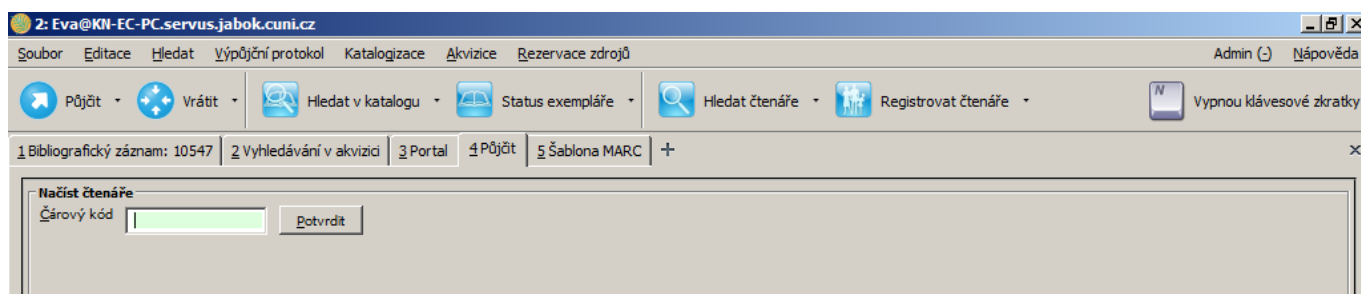 2: Eva@KN-EC-PC.servus.jabok.cuni.cz
Soubor Editace Hledat Výpůjční protokol Katalogizace Akvizice Rezervace zdrojů Admin (-) Nápověda
Půjčit Vrátit Hledat v katalogu Status exempláře Hledat čtenáře Registrovat čtenáře N Vypnou klávesové zkratky
1 Bibliografický záznam: 10547 2 Vyhledávání v akvizici 3 Portal 4 Půjčit 5 Šablona MARC
Načíst čtenáře
Čárový kód Potvrdit